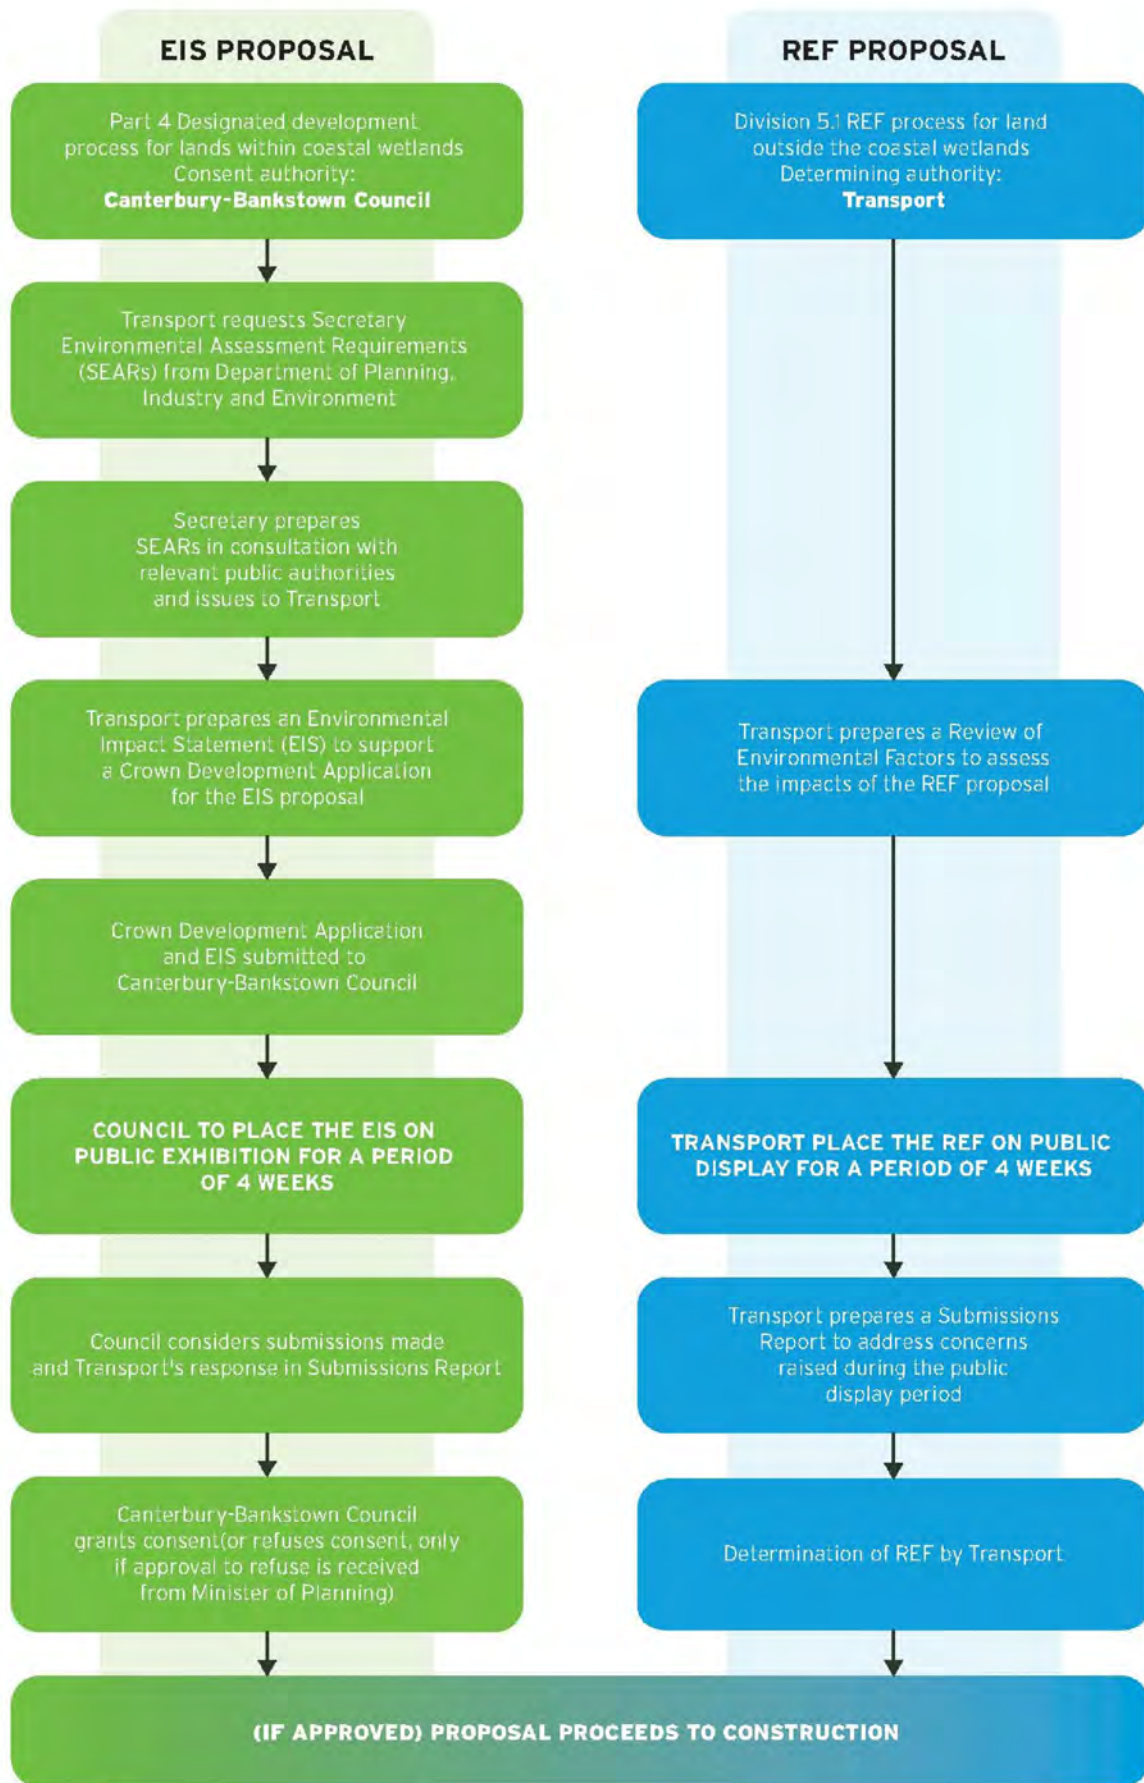 EIS PROPOSAL
Part 4 Designated development
process for lands within coastal wetlands
Consent authority:
Canterbury-Bankstown Council
Transport requests Secretary
Environmental Assessment Requirements
(SEARs) from Department of Planning,
Industry and Environment
Secretary prepares
SEARs in consultation with
relevant public authorities
and issues to Transport
Transport prepares an Environmental
Impact Statement (EIS) to support
a Crown Development Application
for the EIS proposal
Crown Development Application
and EIS submitted to
Canterbury-Bankstown Council
COUNCIL TO PLACE THE EIS ON
PUBLIC EXHIBITION FOR A PERIOD
OF 4 WEEKS
Council considers submissions made
and Transport's response in Submissions Report
Canterbury-Bankstown Council
grants consent(or refuses consent, only
if approval to refuse is received
from Minister of Planning)
REF PROPOSAL
Division 5.1 REF process for land
outside the coastal wetlands
Determining authority:
Transport
Transport prepares a Review of
Environmental Factors to assess
the impacts of the REF proposal
TRANSPORT PLACE THE REF ON PUBLIC
DISPLAY FOR A PERIOD OF 4 WEEKS
Transport prepares a Submissions
Report to address concerns
raised during the public
display period
Determination of REF by Transport
(IF APPROVED) PROPOSAL PROCEEDS TO CONSTRUCTION